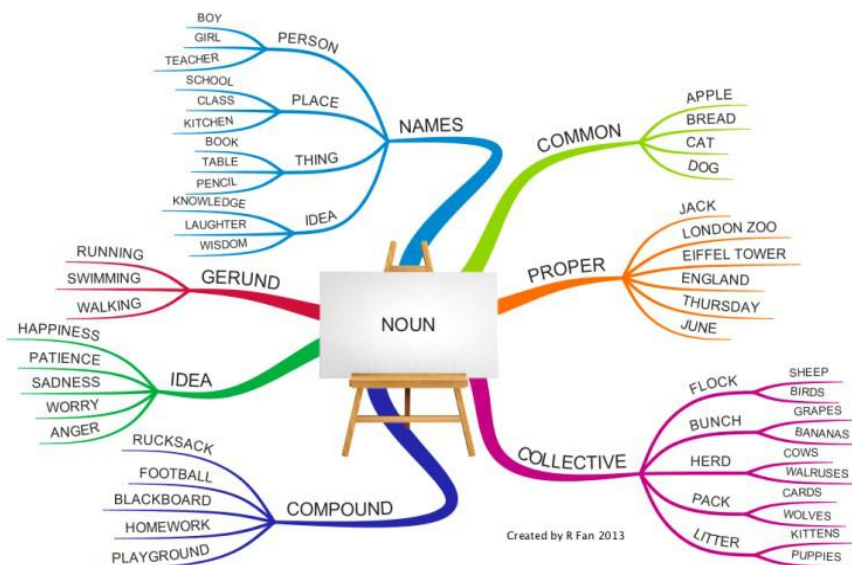 NOUN
NAMES
PERSON
BOY
GIRL
TEACHER
PLACE
SCHOOL
CLASS
KITCHEN
THING
BOOK
TABLE
PENCIL
IDEA
KNOWLEDGE
LAUGHTER
WISDOM
COMMON
APPLE
BREAD
CAT
DOG
PROPER
JACK
LONDON ZOO
EIFFEL TOWER
ENGLAND
THURSDAY
JUNE
COLLECTIVE
FLOCK
SHEEP
BIRDS
BUNCH
GRAPES
BANANAS
HERD
COWS
WALRUSES
PACK
CARDS
WOLVES
LITTER
KITTENS
PUPPIES
COMPOUND
RUCKSACK
FOOTBALL
BLACKBOARD
HOMEWORK
PLAYGROUND
IDEA
HAPPINESS
PATIENCE
SADNESS
WORRY
ANGER
GERUND
RUNNING
SWIMMING
WALKING
Created by R Fan 2013